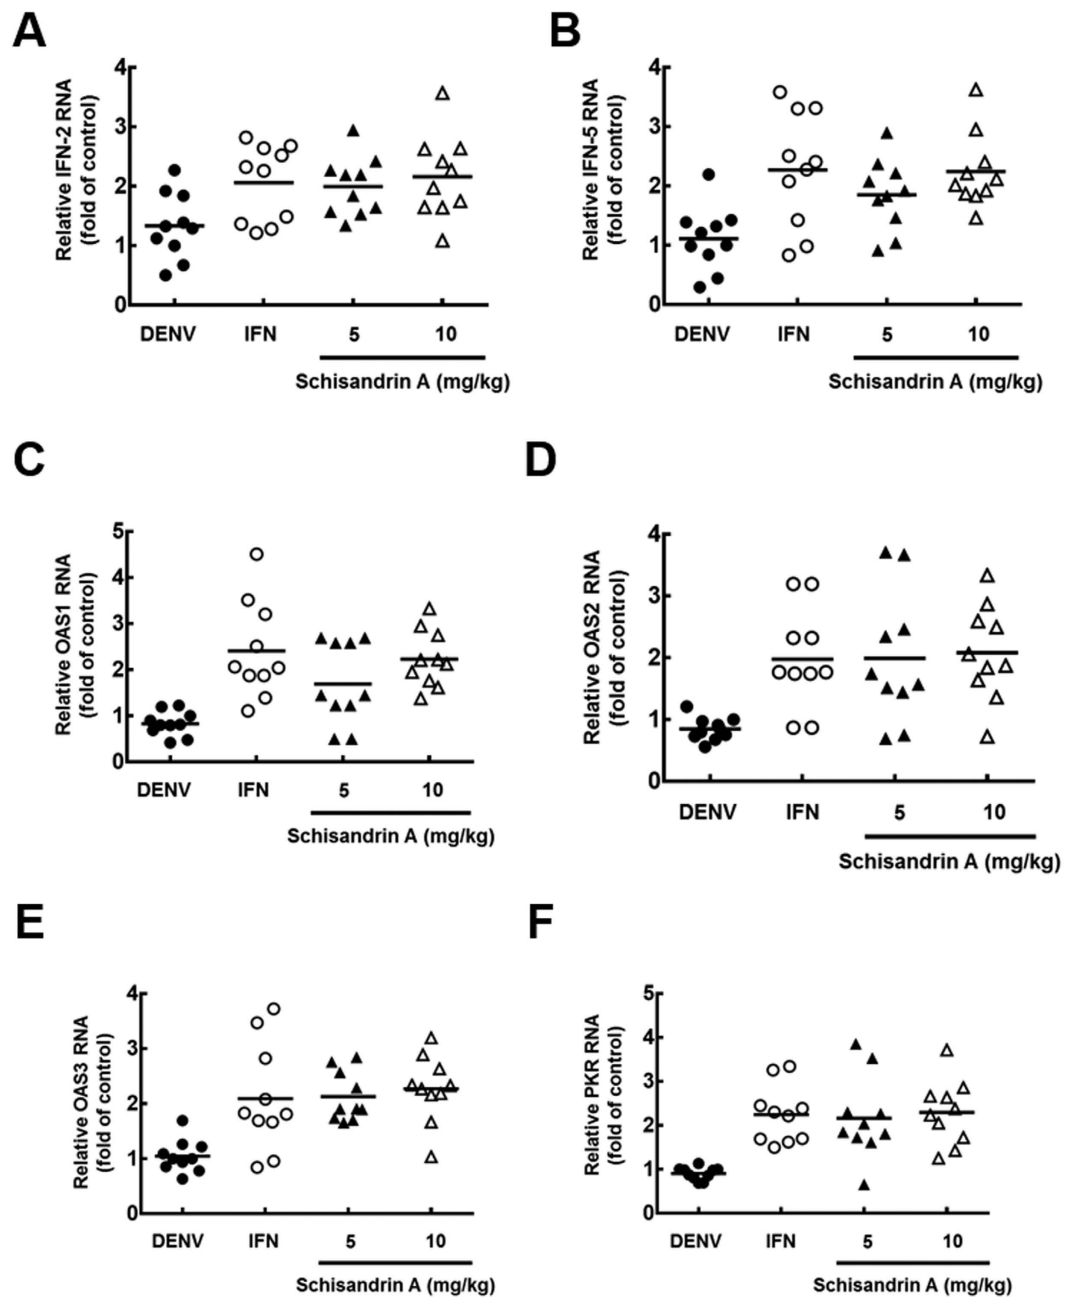 A
Relative IFN-2 RNA
(fold of control)
4
3
2
1
0
DENV IFN 5 10
Schisandrin A (mg/kg)
B
Relative IFN-5 RNA
(fold of control)
4
3
2
1
0
DENV IFN 5 10
Schisandrin A (mg/kg)
C
Relative OAS1 RNA
(fold of control)
5
4
3
2
1
0
DENV IFN 5 10
Schisandrin A (mg/kg)
D
Relative OAS2 RNA
(fold of control)
4
3
2
1
0
DENV IFN 5 10
Schisandrin A (mg/kg)
E
Relative OAS3 RNA
(fold of control)
4
3
2
1
0
DENV IFN 5 10
Schisandrin A (mg/kg)
F
Relative PKR RNA
(fold of control)
5
4
3
2
1
0
DENV IFN 5 10
Schisandrin A (mg/kg)